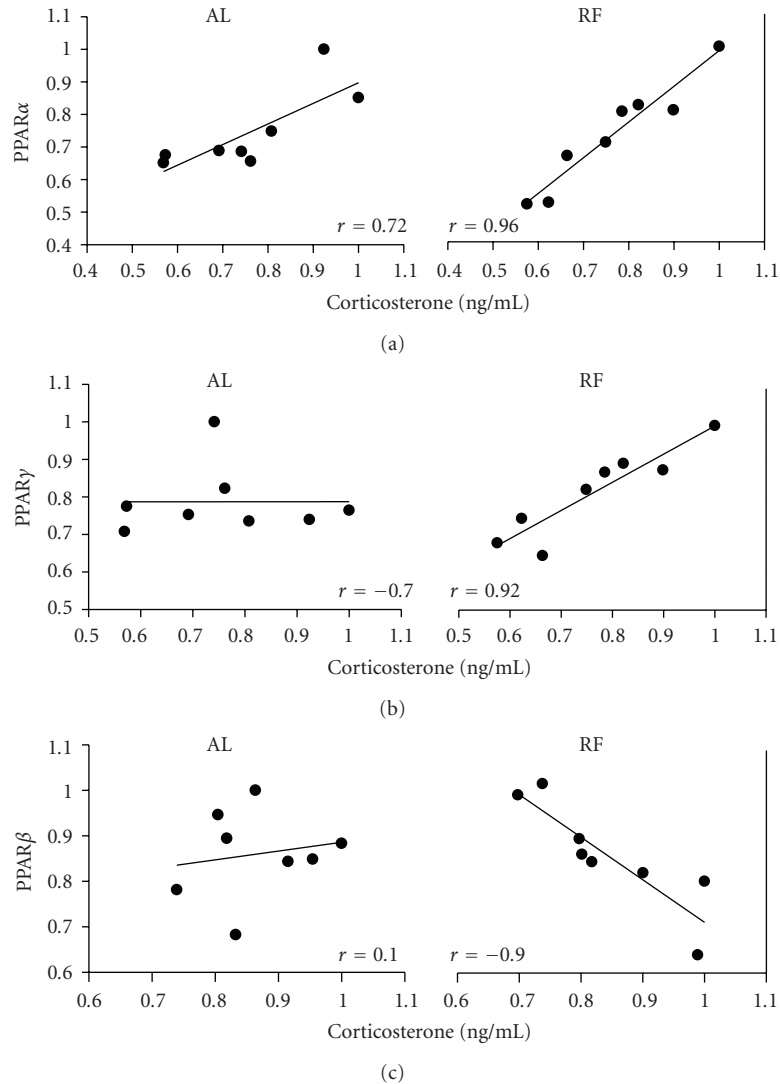 AL RF
1.1
1
0.9
0.8
0.7
0.6
0.5
0.4
PPARα
r = 0.72 r = 0.96
0.4 0.5 0.6 0.7 0.8 0.9 1 1.1 0.4 0.5 0.6 0.7 0.8 0.9 1 1.1
Corticosterone (ng/mL)
(a)
AL RF
1.1
1
0.9
0.8
0.7
0.6
0.5
PPARγ
r = −0.7 r = 0.92
0.5 0.6 0.7 0.8 0.9 1 1.1 0.5 0.6 0.7 0.8 0.9 1 1.1
Corticosterone (ng/mL)
(b)
AL RF
1.1
1
0.9
0.8
0.7
0.6
PPARβ
r = 0.1 r = −0.9
0.6 0.7 0.8 0.9 1 1.1 0.6 0.7 0.8 0.9 1 1.1
Corticosterone (ng/mL)
(c)